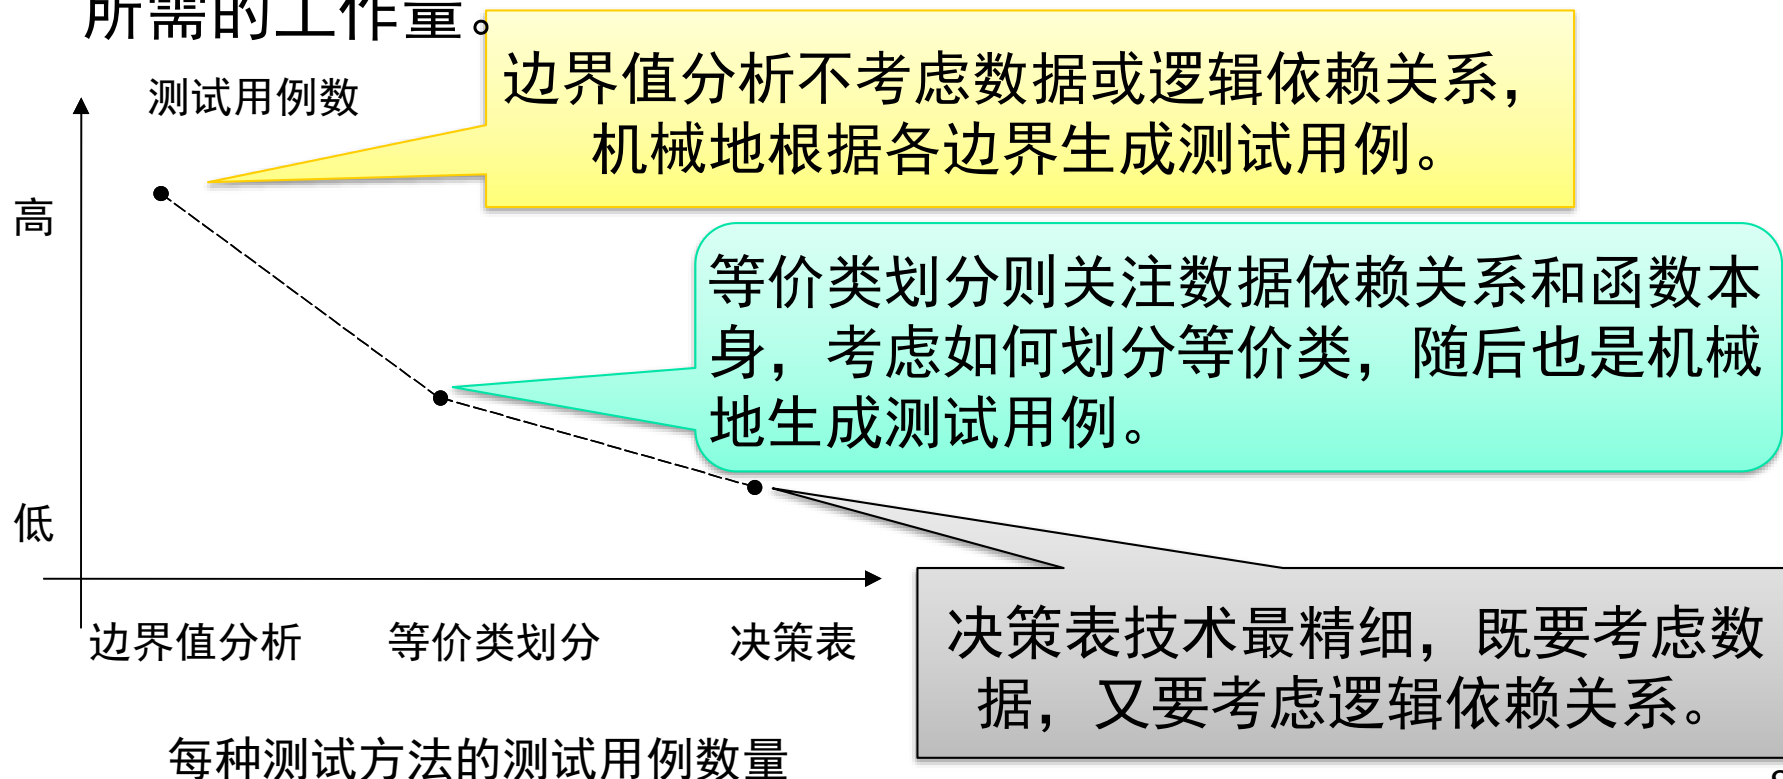 所需的工作量。
测试用例数
边界值分析不考虑数据或逻辑依赖关系，
机械地根据各边界生成测试用例。
高
等价类划分则关注数据依赖关系和函数本
身，考虑如何划分等价类，随后也是机械
地生成测试用例。
低
边界值分析
等价类划分
决策表
决策表技术最精细，既要考虑数
据，又要考虑逻辑依赖关系。
每种测试方法的测试用例数量